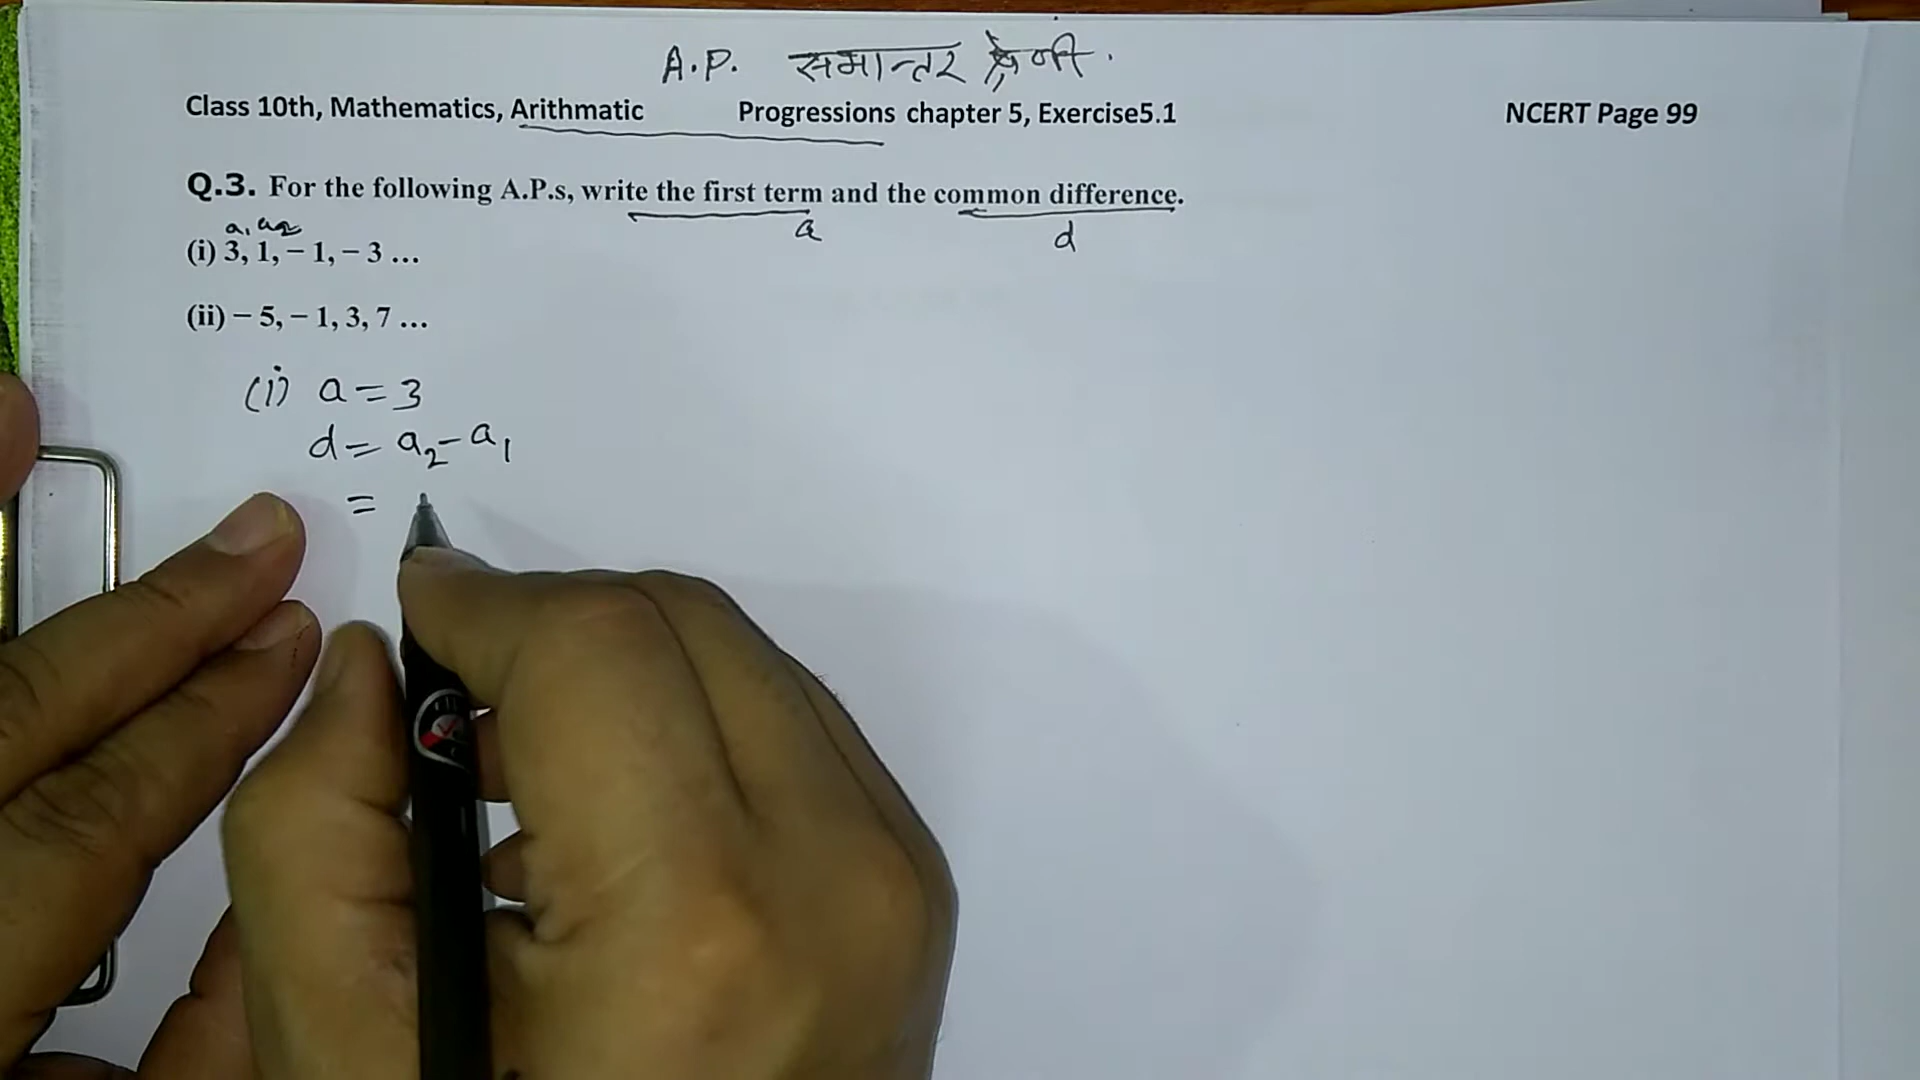 A.P. समान्तर श्रेणी.
Class 10th, Mathematics, Arithmatic Progressions chapter 5, Exercise5.1 NCERT Page 99
Q.3. For the following A.P.s, write the first term and the common difference.
a d
a₁ a₂
(i) 3, 1, – 1, – 3 ...
(ii) – 5, – 1, 3, 7 ...
(i) a = 3
d = a₂ - a₁
=